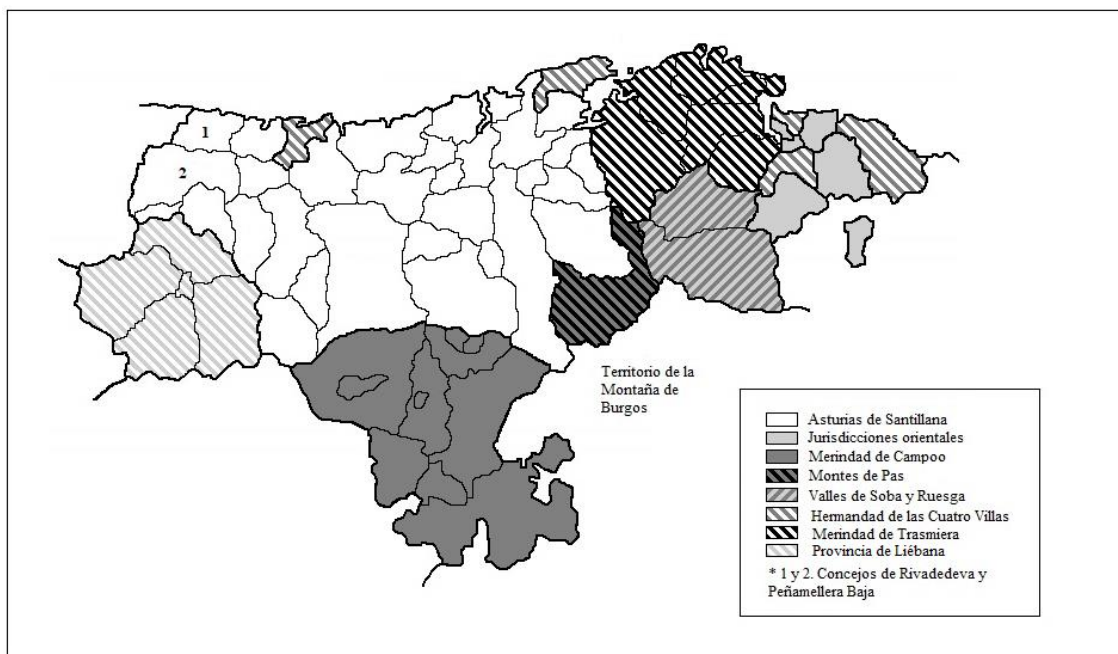 1
2
Territorio de la
Montaña de
Burgos
Asturias de Santillana
Jurisdicciones orientales
Merindad de Campoo
Montes de Pas
Valles de Soba y Ruesga
Hermandad de las Cuatro Villas
Merindad de Trasmiera
Provincia de Liébana
* 1 y 2. Concejos de Rivadedeva y
Peñamellera Baja